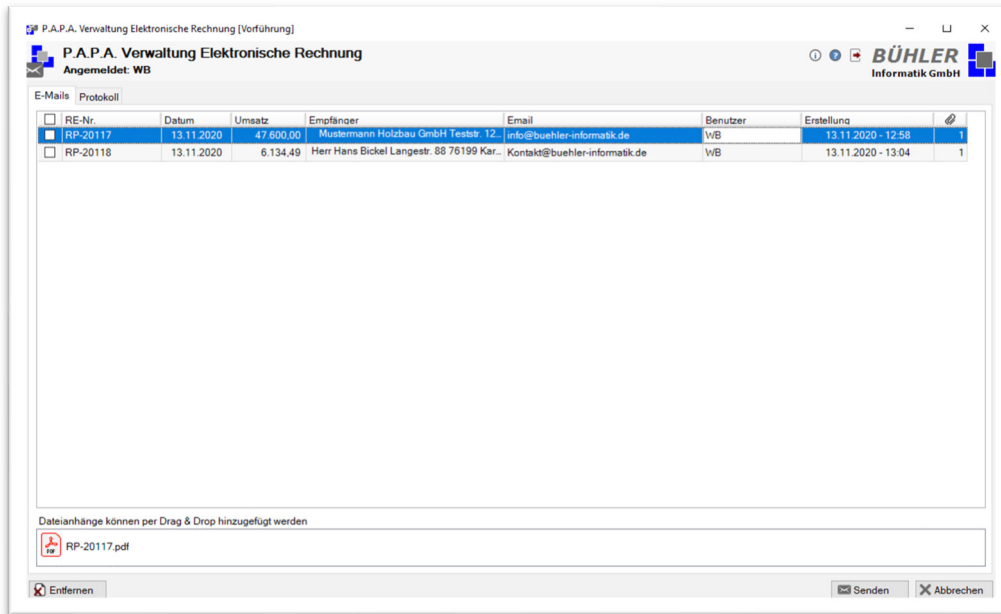 P.A.P.A. Verwaltung Elektronische Rechnung [Vorführung]
P.A.P.A. Verwaltung Elektronische Rechnung
Angemeldet: WB
BÜHLER
Informatik GmbH
E-Mails Protokoll
RE-Nr. Datum Umsatz Empfänger Email Benutzer Erstellung
RP-20117 13.11.2020 47.600,00 Mustermann Holzbau GmbH Teststr. 12... info@buehler-informatik.de WB 13.11.2020 - 12:58 1
RP-20118 13.11.2020 6.134,49 Herr Hans Bickel Langestr. 88 76199 Kar... Kontakt@buehler-informatik.de WB 13.11.2020 - 13:04 1
Dateianhänge können per Drag & Drop hinzugefügt werden
PDF RP-20117.pdf
Entfernen Senden Abbrechen